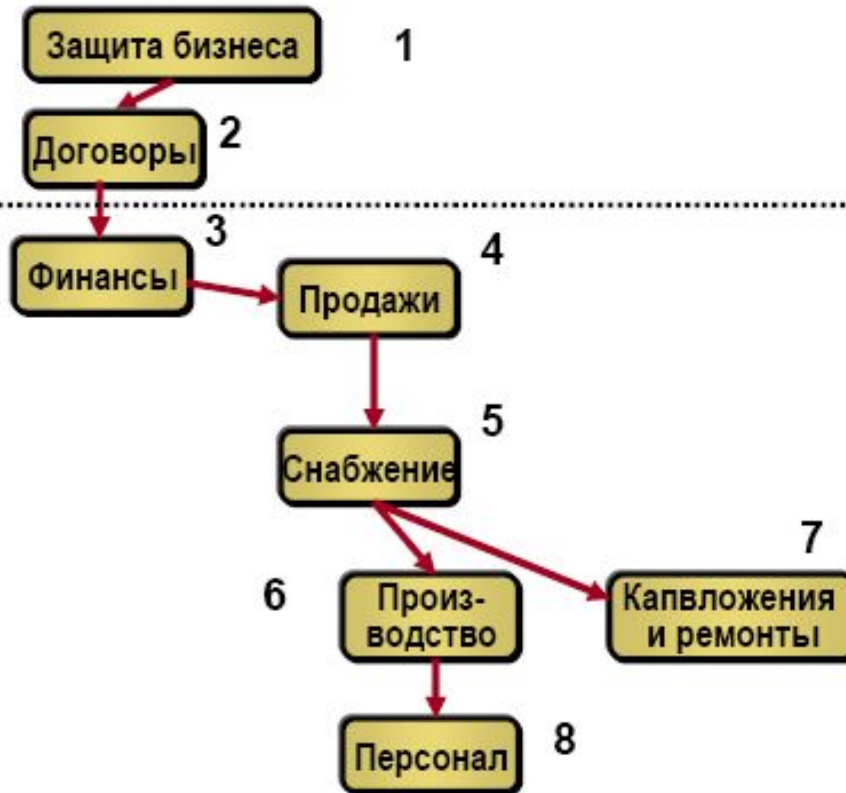 Защита бизнеса
1
Договоры
2
3
Финансы
4
Продажи
5
Снабжение
7
6
Произ-
водство
Капвложения
и ремонты
Персонал
8